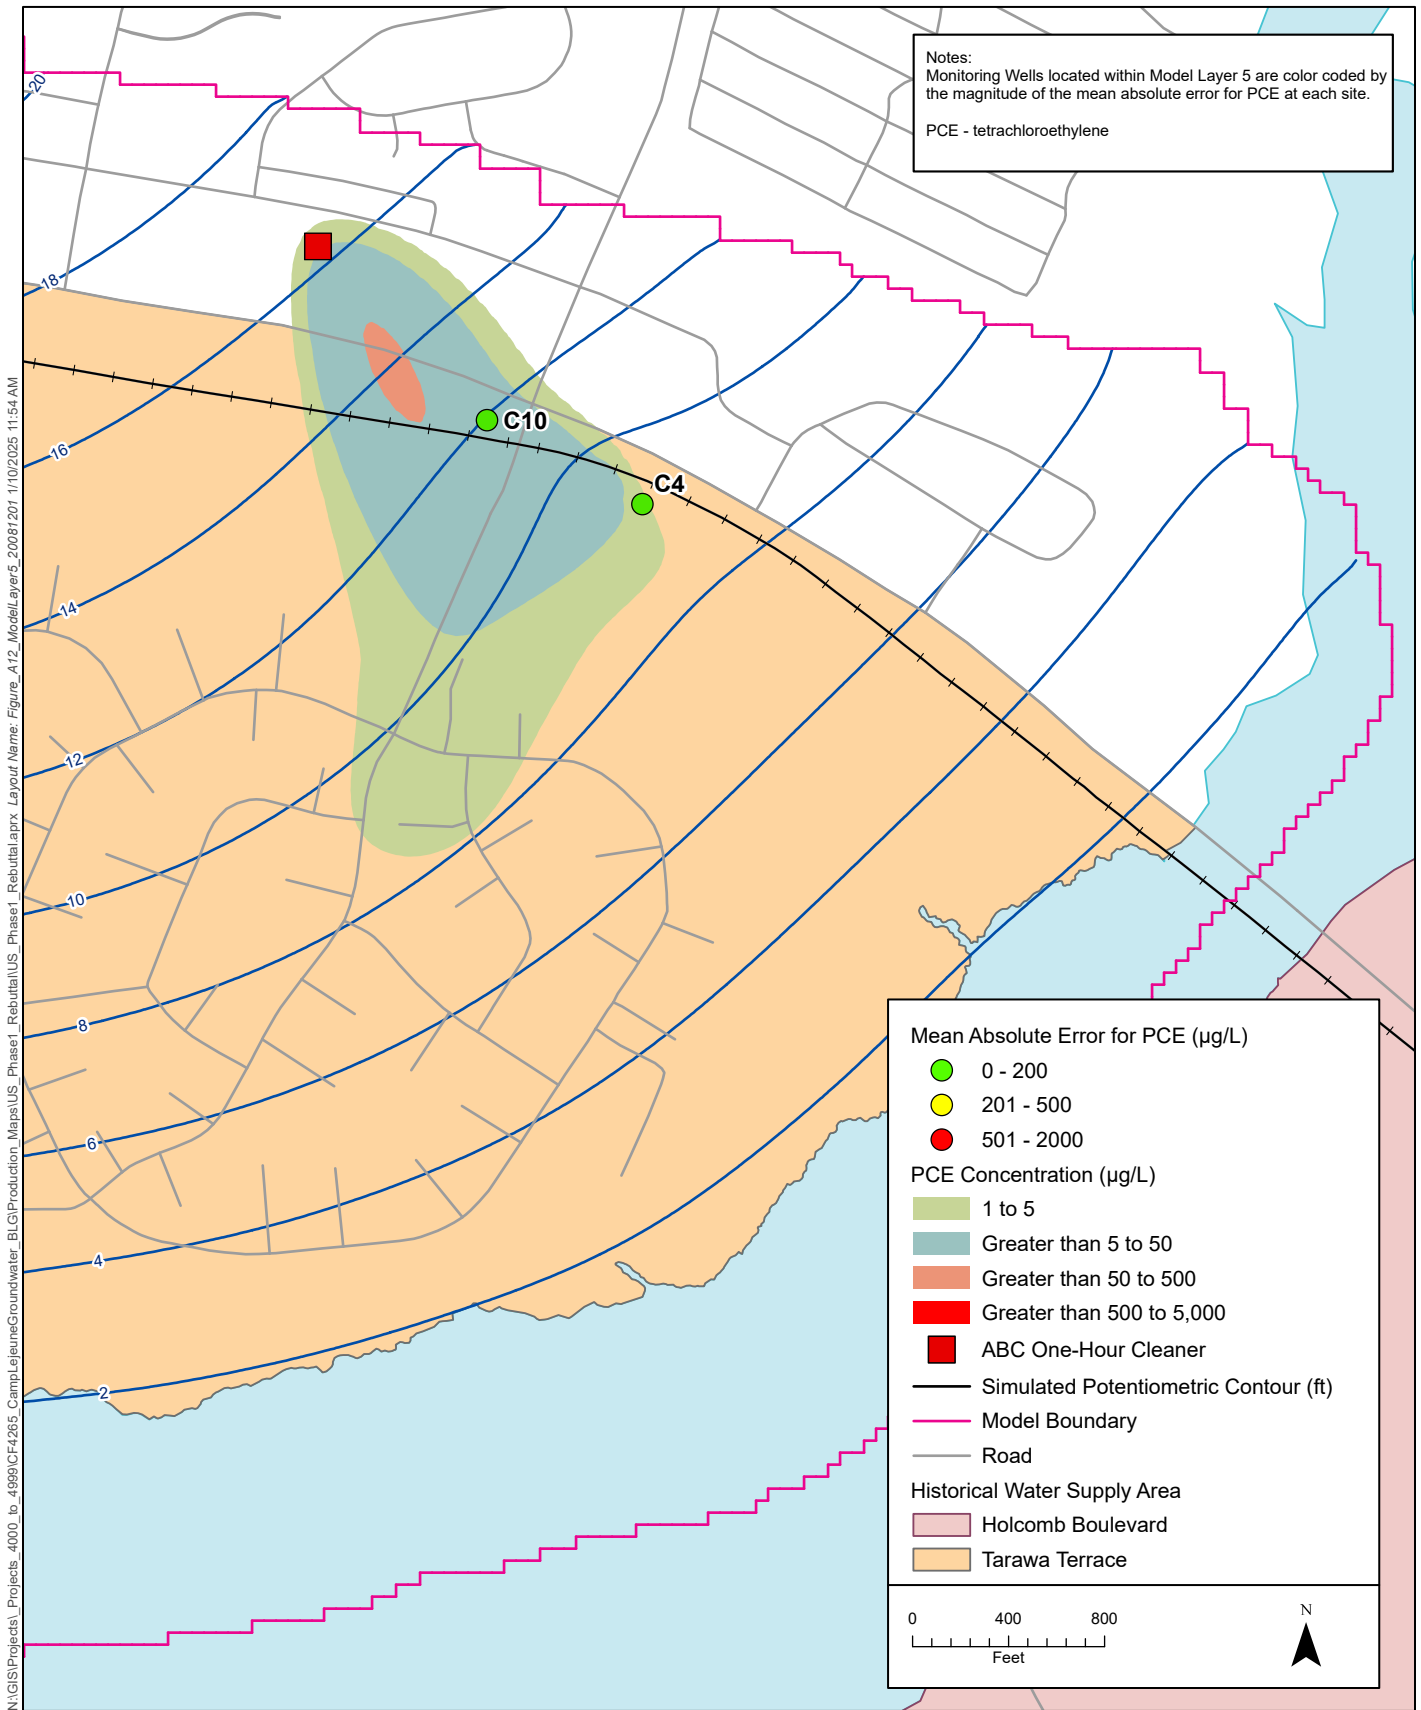 Notes:
Monitoring Wells located within Model Layer 5 are color coded by
the magnitude of the mean absolute error for PCE at each site.
PCE - tetrachloroethylene
20
18
16
14
12
10
8
6
4
2
C10
C4
Mean Absolute Error for PCE (µg/L)
0 - 200
201 - 500
501 - 2000
PCE Concentration (µg/L)
1 to 5
Greater than 5 to 50
Greater than 50 to 500
Greater than 500 to 5,000
ABC One-Hour Cleaner
Simulated Potentiometric Contour (ft)
Model Boundary
Road
Historical Water Supply Area
Holcomb Boulevard
Tarawa Terrace
0 400 800
Feet
N
N:\GIS\Projects\_Projects_4000_to_4999\CF4265_CampLejeuneGroundwater_BLG\Production_Maps\US_Phase1_Rebuttal\US_Phase1_Rebuttal.aprx Layout Name: Figure_A12_ModelLayer5_20081201 1/10/2025 11:54 AM